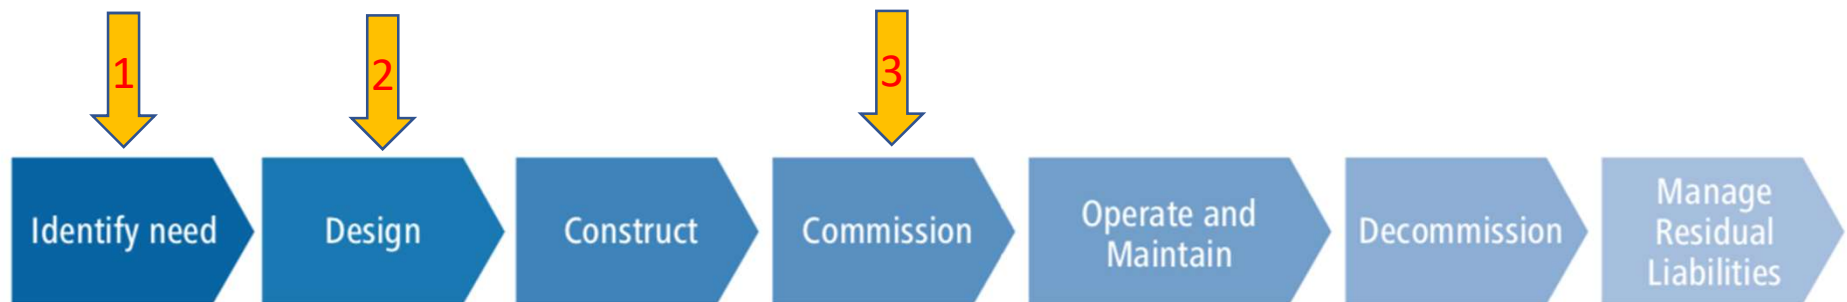 1
2
3
Identify need
Design
Construct
Commission
Operate and
Maintain
Decommission
Manage
Residual
Liabilities